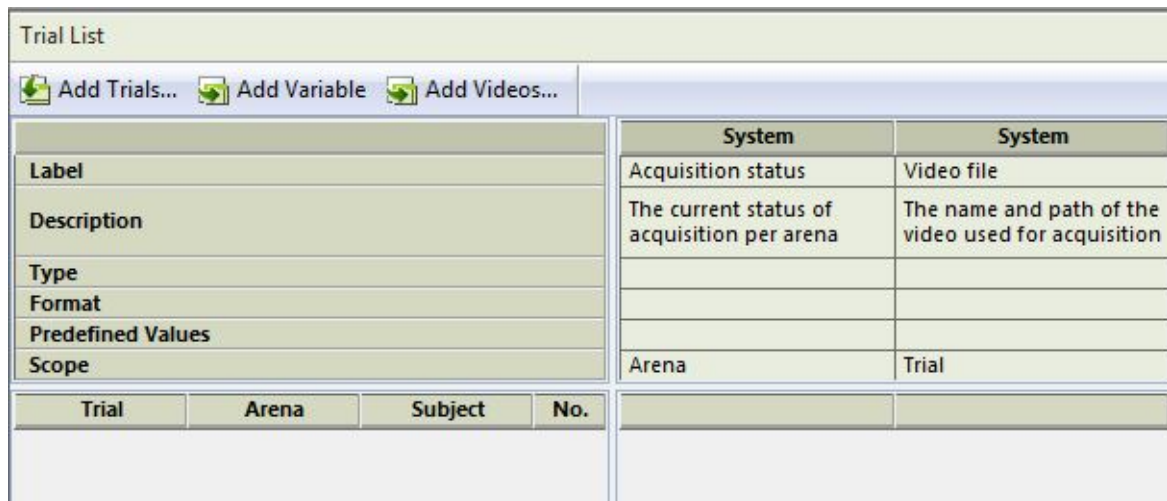 Trial List
Add Trials... Add Variable Add Videos...
System System
Label Acquisition status Video file
Description The current status of acquisition per arena The name and path of the video used for acquisition
Type
Format
Predefined Values
Scope Arena Trial
Trial Arena Subject No.